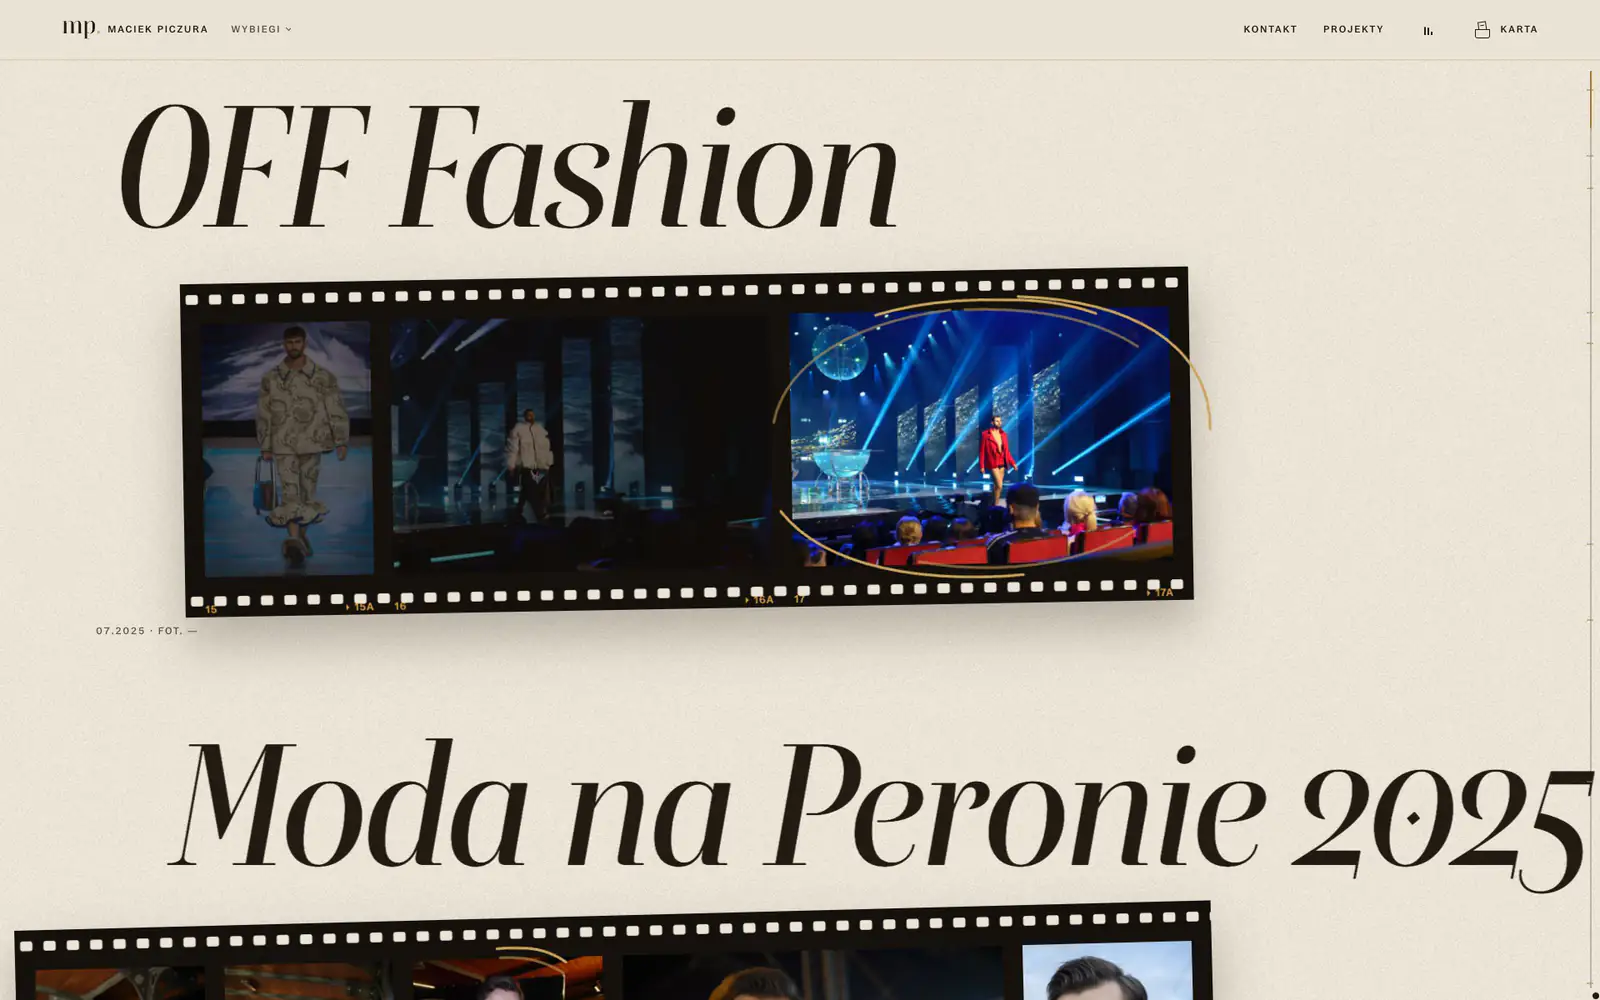 mp. MACIEK PICZURA WYBIEGI KONTAKT PROJEKTY KARTA
OFF Fashion
15 15A 16 16A 17 17A
07.2025 · FOT. —
Moda na Peronie 2025